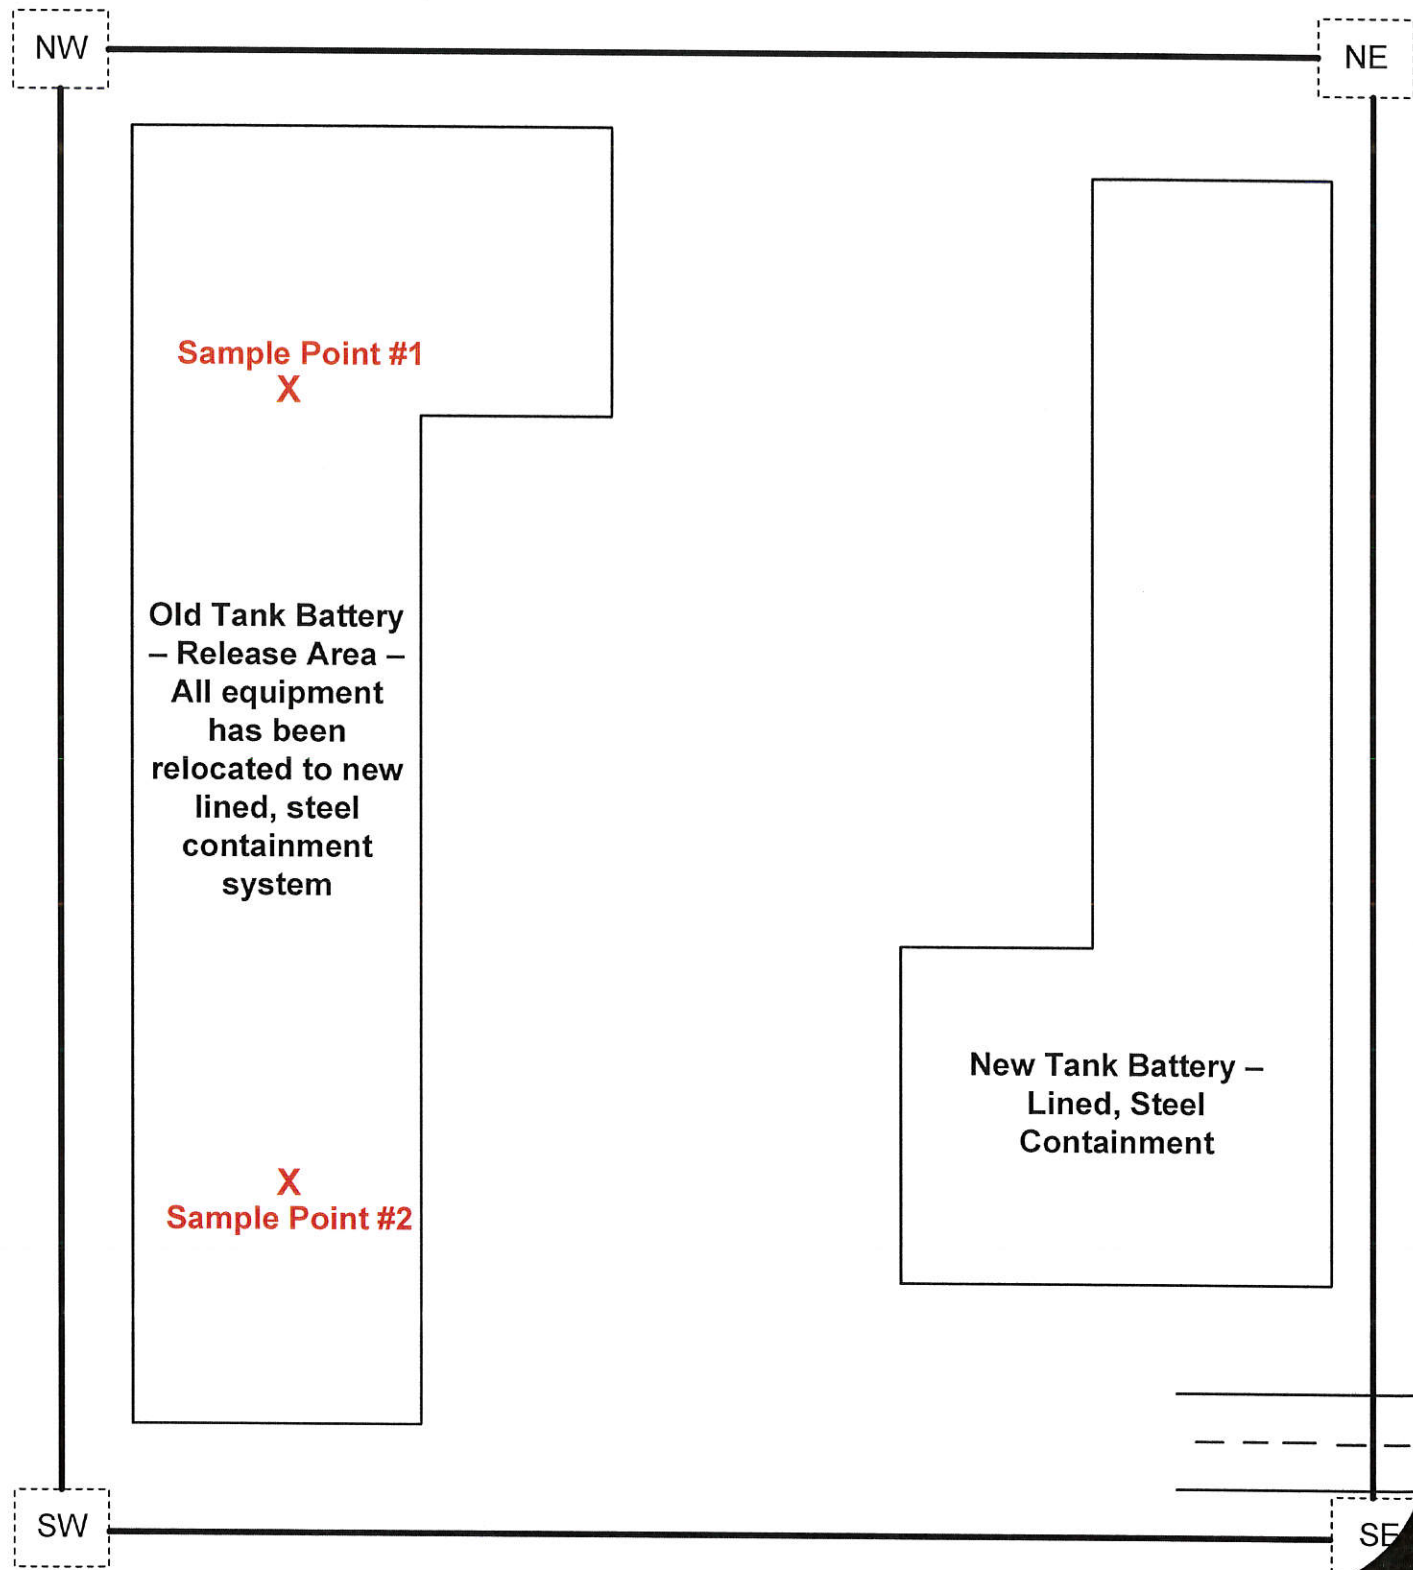 NW
NE
Sample Point #1
X
Old Tank Battery
– Release Area –
All equipment
has been
relocated to new
lined, steel
containment
system
New Tank Battery –
Lined, Steel
Containment
X
Sample Point #2
SW
SE